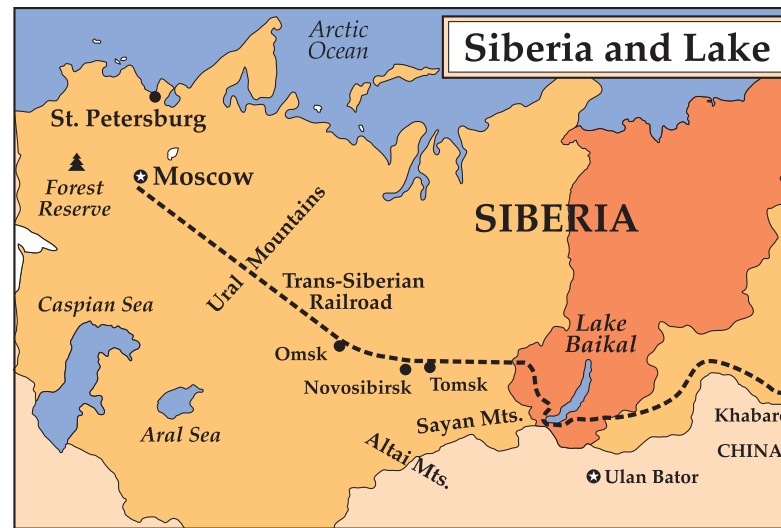 Arctic
Ocean
Siberia and Lake
St. Petersburg
Moscow
Forest
Reserve
SIBERIA
Ural Mountains
Trans-Siberian
Railroad
Caspian Sea
Lake
Baikal
Omsk
Novosibirsk
Tomsk
Aral Sea
Sayan Mts.
Altai Mts.
Khabaro
CHINA
Ulan Bator